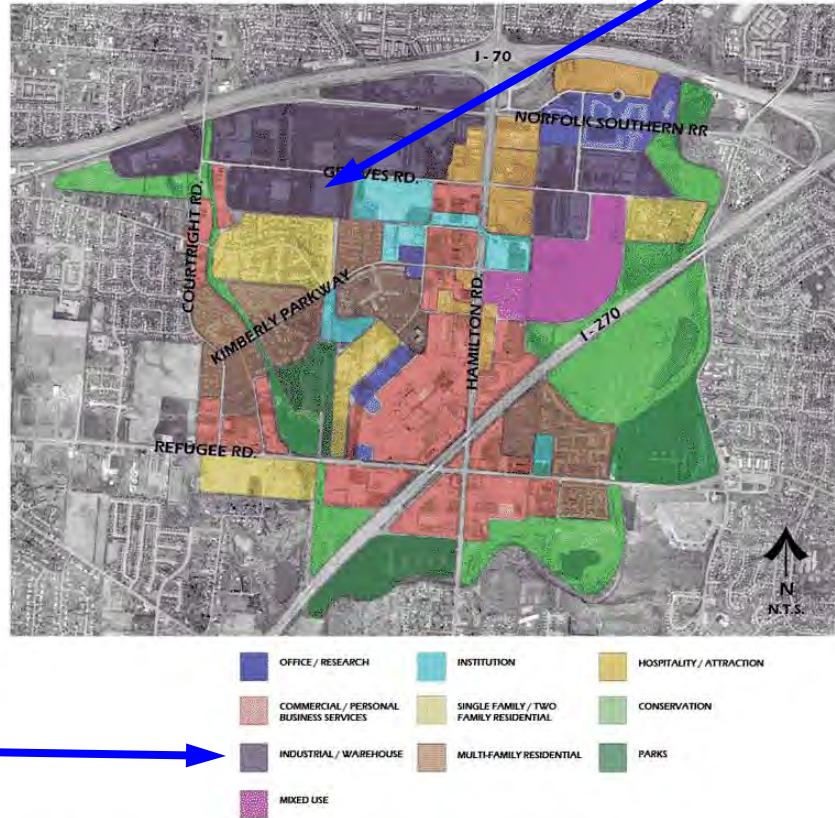 I - 70
NORFOLK SOUTHERN RR
GROVES RD.
COURTRIGHT RD.
KIMBERLY PARKWAY
HAMILTON RD.
I - 270
REFUGEE RD.
N
N.T.S.
OFFICE / RESEARCH
INSTITUTION
HOSPITALITY / ATTRACTION
COMMERCIAL / PERSONAL
BUSINESS SERVICES
SINGLE FAMILY / TWO
FAMILY RESIDENTIAL
CONSERVATION
INDUSTRIAL / WAREHOUSE
MULTI-FAMILY RESIDENTIAL
PARKS
MIXED USE